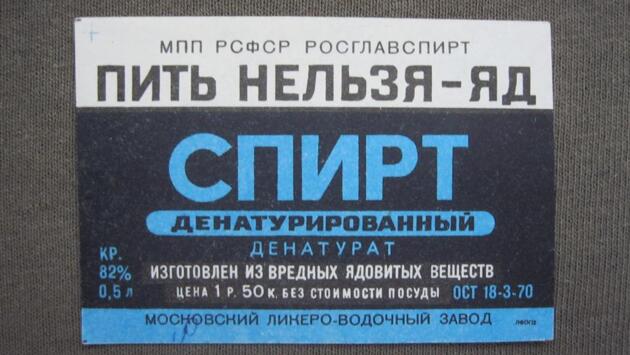 МПП РСФСР РОСГЛАВСПИРТ
ПИТЬ НЕЛЬЗЯ-ЯД
СПИРТ
ДЕНАТУРИРОВАННЫЙ
ДЕНАТУРАТ
КР.
82% ИЗГОТОВЛЕН ИЗ ВРЕДНЫХ ЯДОВИТЫХ ВЕЩЕСТВ
0,5 л ЦЕНА 1 Р. 50 К. БЕЗ СТОИМОСТИ ПОСУДЫ ОСТ 18-3-70
МОСКОВСКИЙ ЛИКЕРО-ВОДОЧНЫЙ ЗАВОД